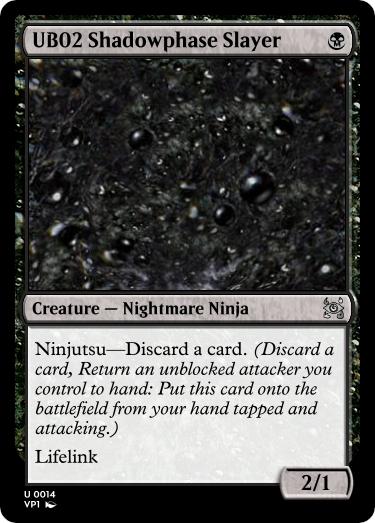 UB02 Shadowphase Slayer
Creature — Nightmare Ninja
Ninjutsu—Discard a card. (Discard a
card, Return an unblocked attacker you
control to hand: Put this card onto the
battlefield from your hand tapped and
attacking.)
Lifelink
2/1
U 0014
VP1